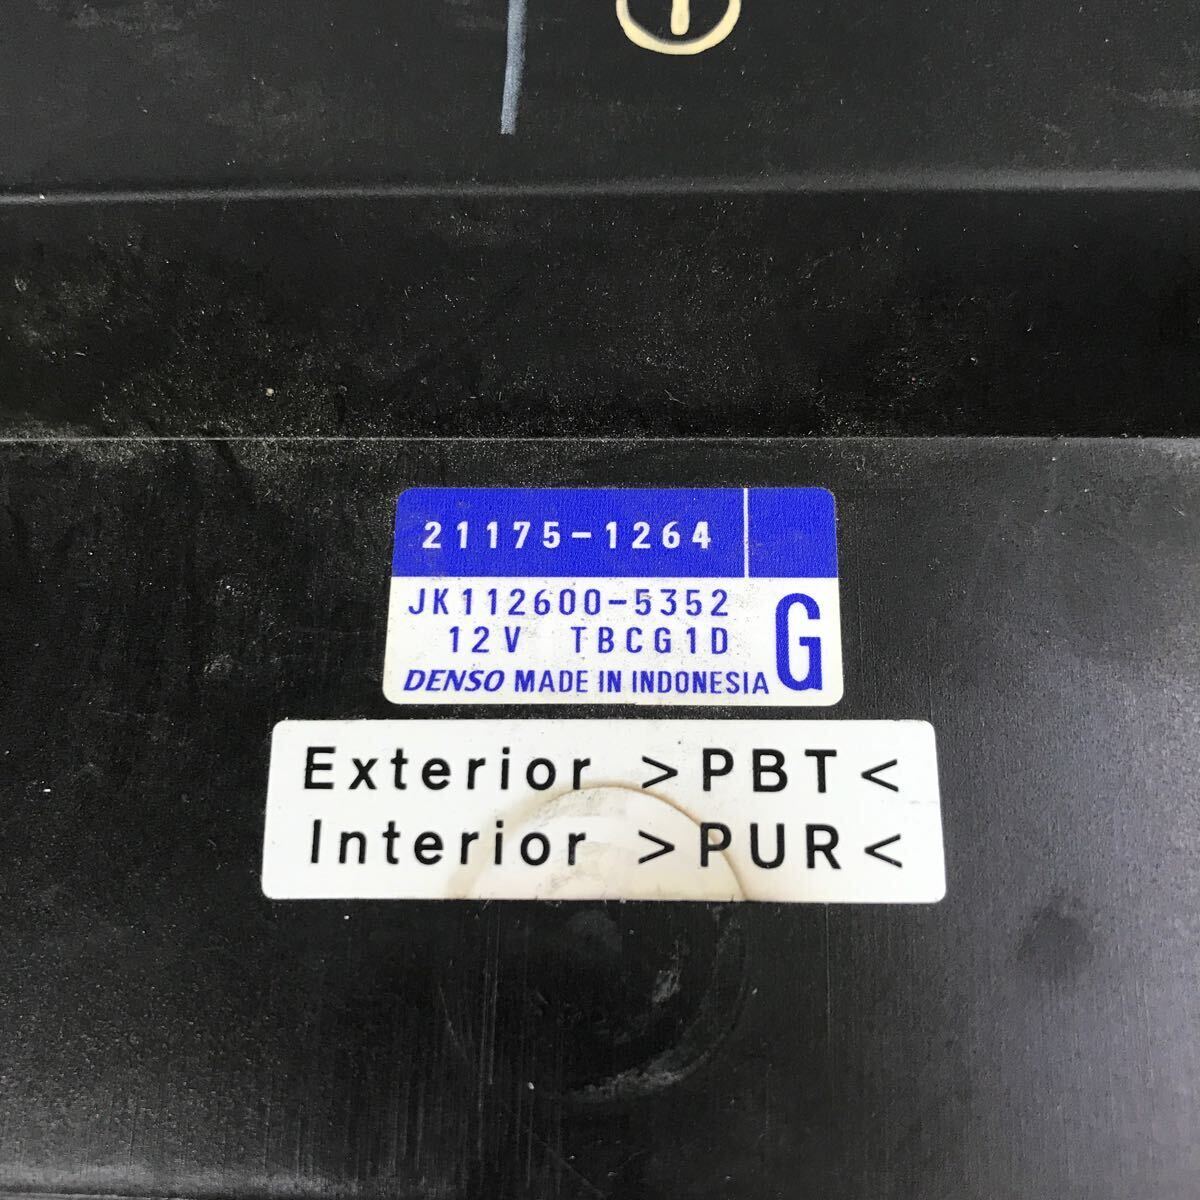 21175-1264
JK112600-5352
12V TBCG1D
G
DENSO MADE IN INDONESIA
Exterior >PBT<
Interior >PUR<